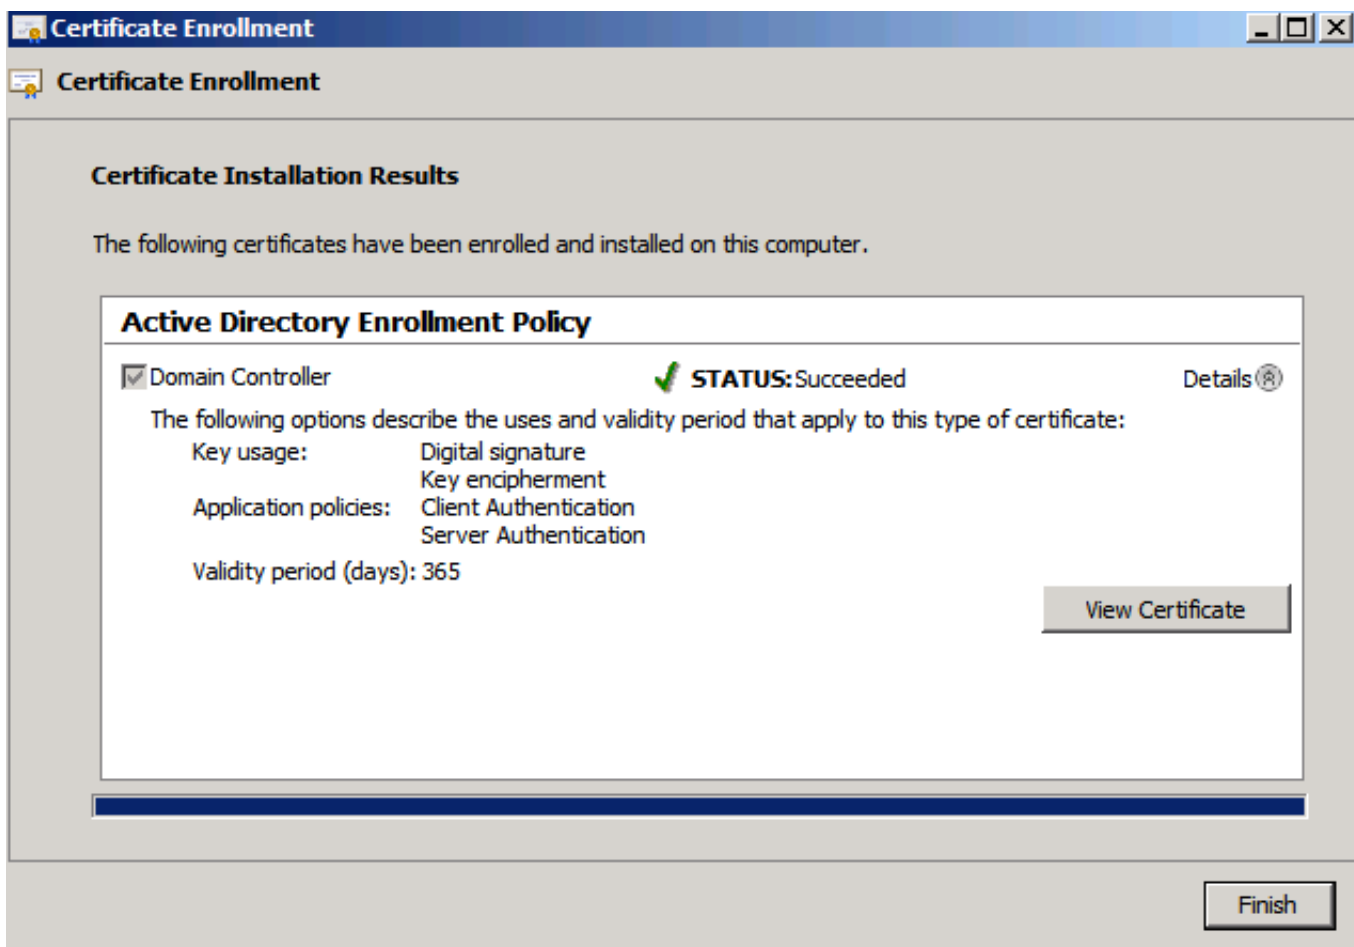 Certificate Enrollment
Certificate Enrollment
Certificate Installation Results
The following certificates have been enrolled and installed on this computer.
Active Directory Enrollment Policy
Domain Controller STATUS: Succeeded Details
The following options describe the uses and validity period that apply to this type of certificate:
Key usage: Digital signature
Key encipherment
Application policies: Client Authentication
Server Authentication
Validity period (days): 365
View Certificate
Finish